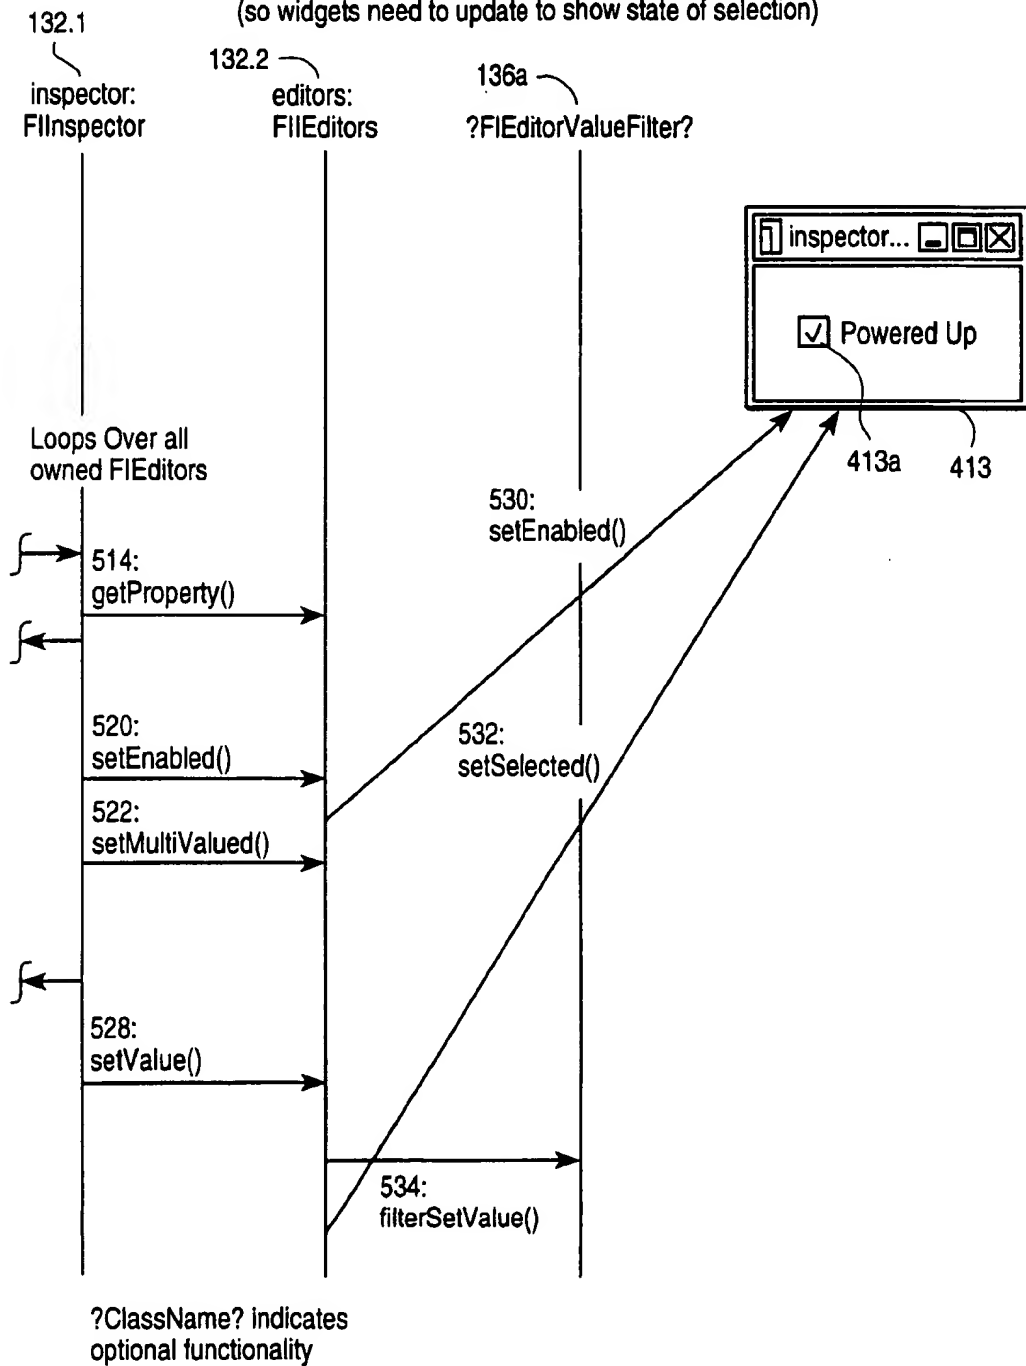 (so widgets need to update to show state of selection)
132.1
132.2
136a
inspector:
FIInspector
editors:
FIIEditors
?FIEditorValueFilter?
inspector...
Powered Up
413a
413
Loops Over all
owned FIEditors
530:
setEnabled()
514:
getProperty()
520:
setEnabled()
532:
setSelected()
522:
setMultiValued()
528:
setValue()
534:
filterSetValue()
?ClassName? indicates
optional functionality